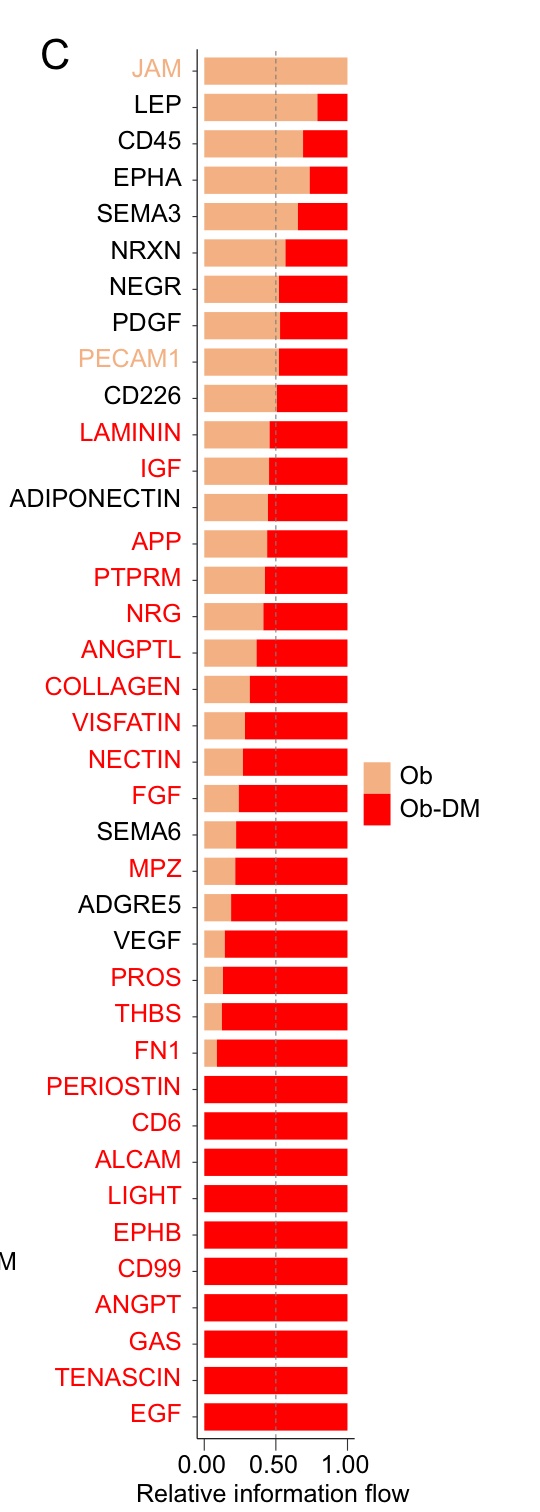 C
JAM
LEP
CD45
EPHA
SEMA3
NRXN
NEGR
PDGF
PECAM1
CD226
LAMININ
IGF
ADIPONECTIN
APP
PTPRM
NRG
ANGPTL
COLLAGEN
VISFATIN
NECTIN
Ob
FGF
Ob-DM
SEMA6
MPZ
ADGRE5
VEGF
PROS
THBS
FN1
PERIOSTIN
CD6
ALCAM
LIGHT
EPHB
M
CD99
ANGPT
GAS
TENASCIN
EGF
0.00 0.50 1.00
Relative information flow